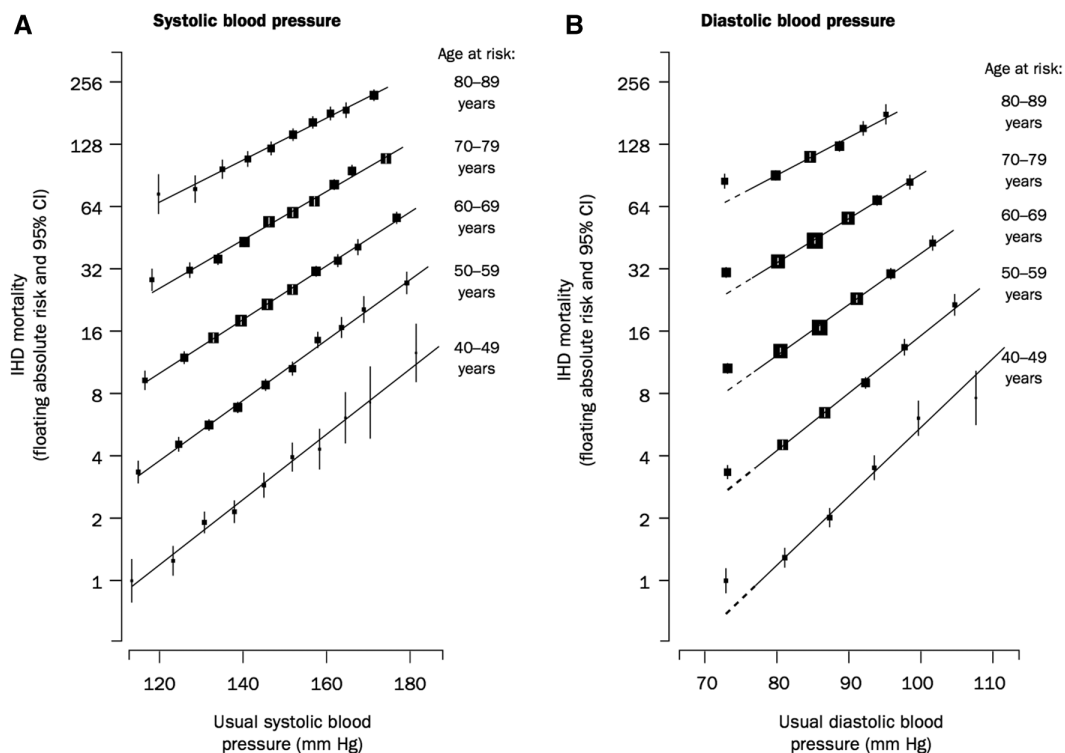 A
Systolic blood pressure
Age at risk:
80–89
years
70–79
years
60–69
years
50–59
years
40–49
years
256
128
64
32
16
8
4
2
1
IHD mortality
(floating absolute risk and 95% CI)
120 140 160 180
Usual systolic blood
pressure (mm Hg)
B
Diastolic blood pressure
Age at risk:
80–89
years
70–79
years
60–69
years
50–59
years
40–49
years
256
128
64
32
16
8
4
2
1
IHD mortality
(floating absolute risk and 95% CI)
70 80 90 100 110
Usual diastolic blood
pressure (mm Hg)